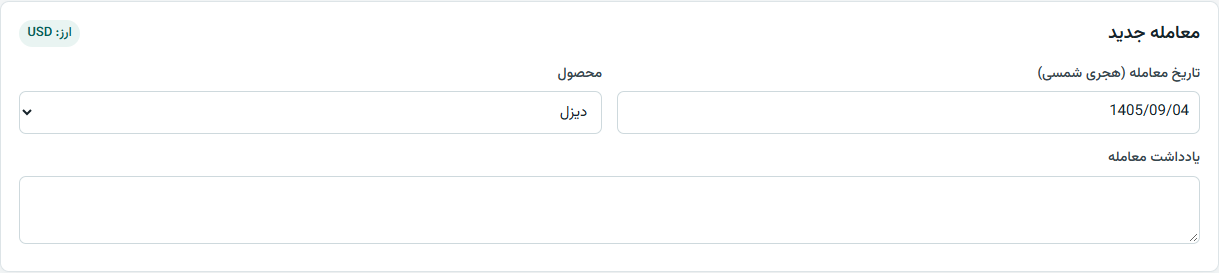 معامله جدید
ارز: USD
تاریخ معامله (هجری شمسی)
محصول
1405/09/04
دیزل
یادداشت معامله